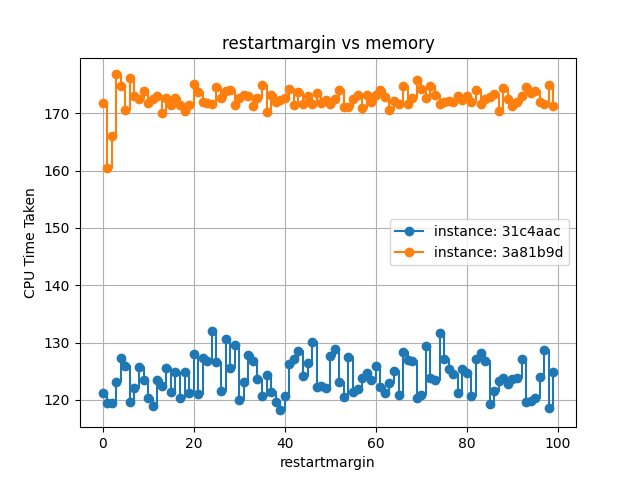 restartmargin vs memory
CPU Time Taken
170
160
150
140
130
120
instance: 31c4aac
instance: 3a81b9d
0 20 40 60 80 100
restartmargin